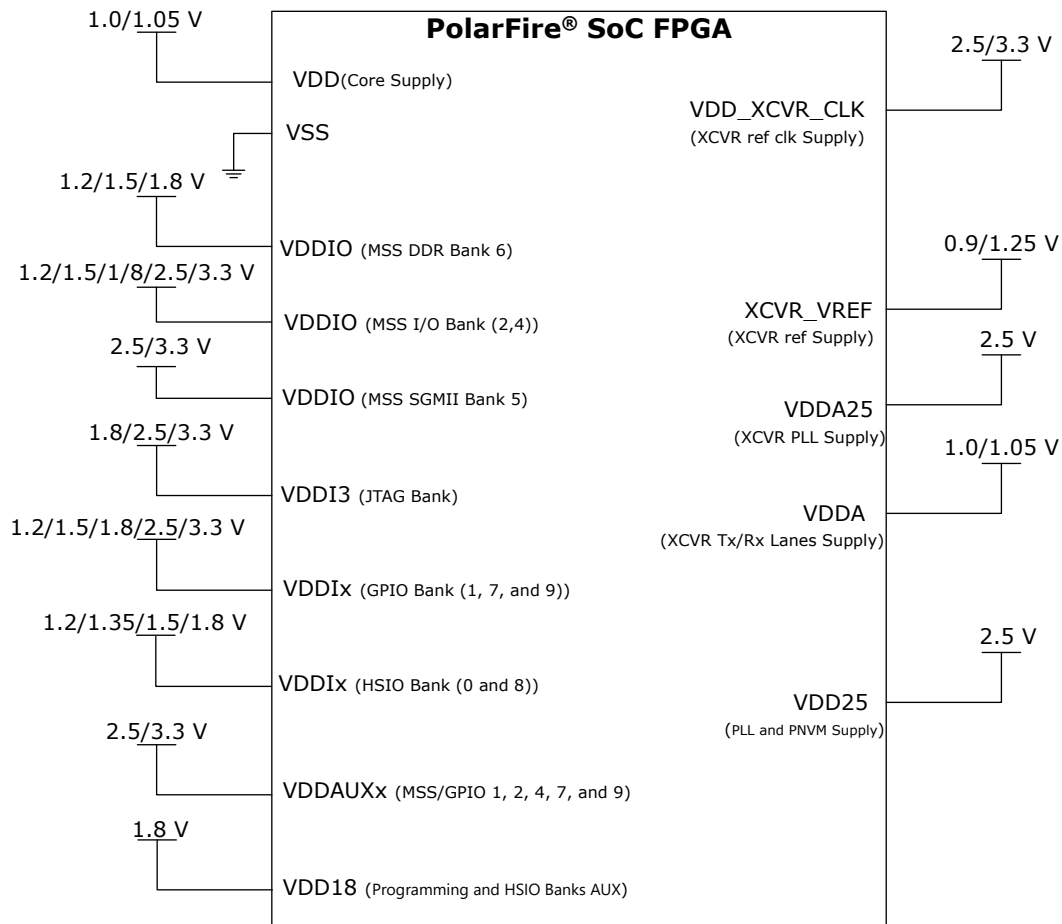 PolarFire® SoC FPGA
1.0/1.05 V
VDD(Core Supply)
VSS
1.2/1.5/1.8 V
VDDIO (MSS DDR Bank 6)
1.2/1.5/1/8/2.5/3.3 V
VDDIO (MSS I/O Bank (2,4))
2.5/3.3 V
VDDIO (MSS SGMII Bank 5)
1.8/2.5/3.3 V
VDDI3 (JTAG Bank)
1.2/1.5/1.8/2.5/3.3 V
VDDIx (GPIO Bank (1, 7, and 9))
1.2/1.35/1.5/1.8 V
VDDIx (HSIO Bank (0 and 8))
2.5/3.3 V
VDDAUXx (MSS/GPIO 1, 2, 4, 7, and 9)
1.8 V
VDD18 (Programming and HSIO Banks AUX)
2.5/3.3 V
VDD_XCVR_CLK
(XCVR ref clk Supply)
0.9/1.25 V
XCVR_VREF
(XCVR ref Supply)
2.5 V
VDDA25
(XCVR PLL Supply)
1.0/1.05 V
VDDA
(XCVR Tx/Rx Lanes Supply)
2.5 V
VDD25
(PLL and PNVM Supply)